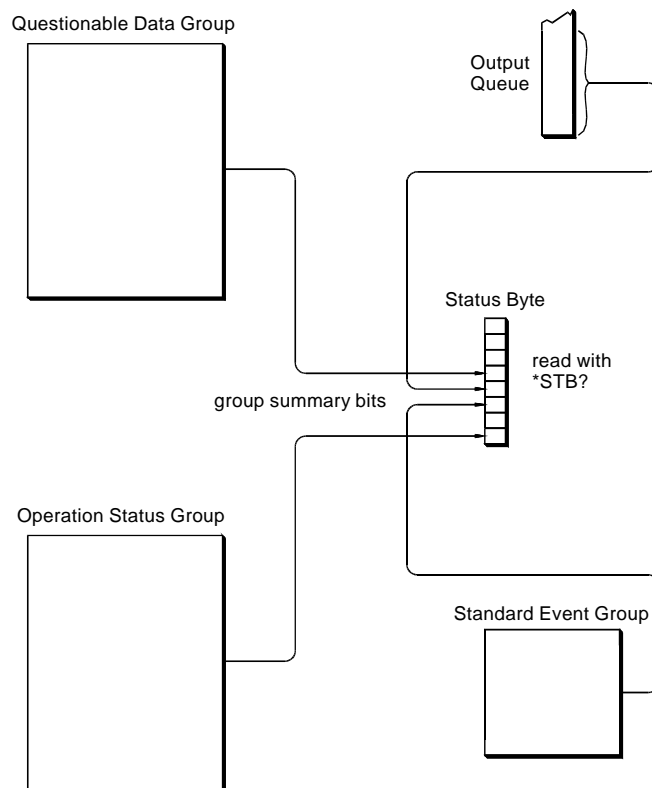 Questionable Data Group
Output
Queue
Status Byte
read with
*STB?
group summary bits
Operation Status Group
Standard Event Group